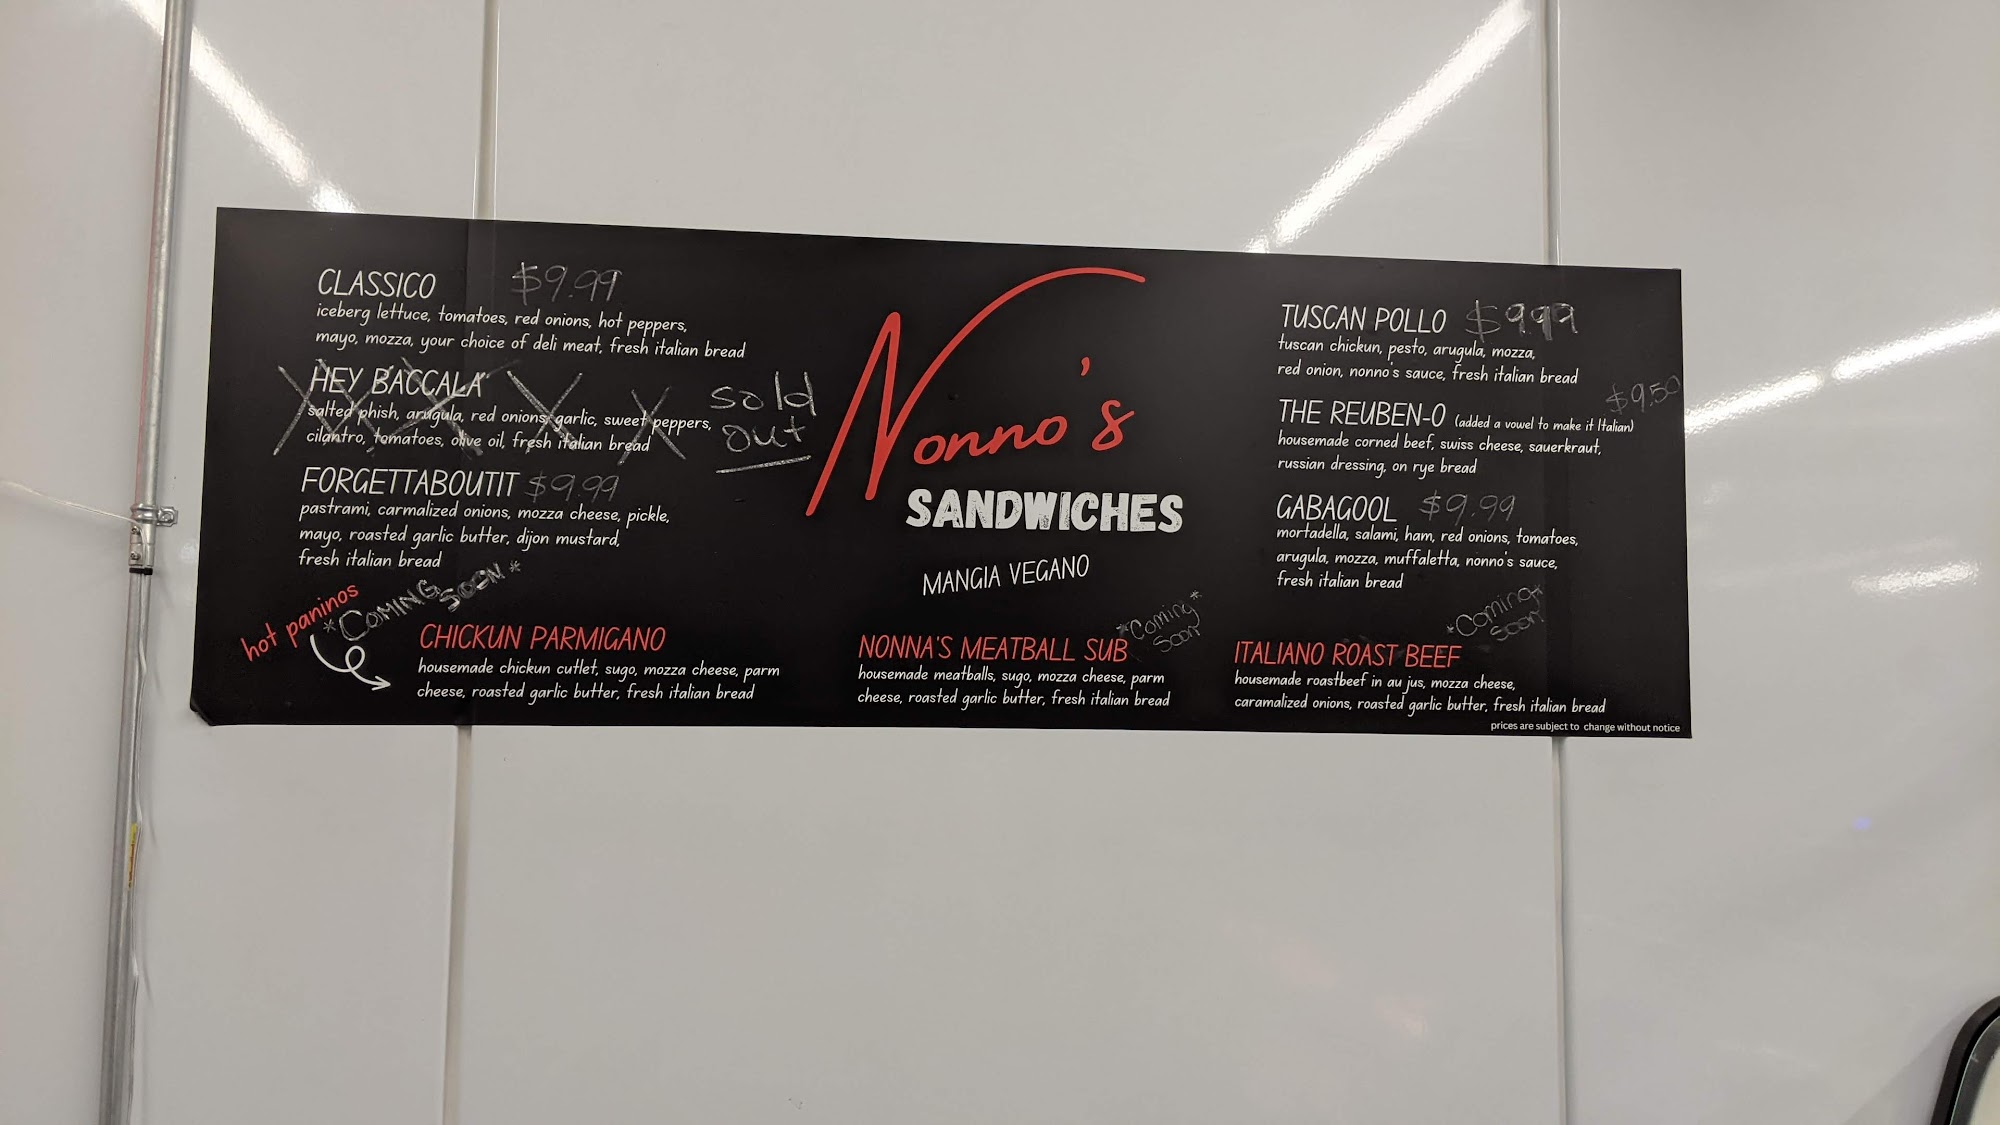 CLASSICO $9.99
iceberg lettuce, tomatoes, red onions, hot peppers,
mayo, mozza, your choice of deli meat, fresh italian bread
HEY BACCALA'
salted phish, arugula, red onions, garlic, sweet peppers,
cilantro, tomatoes, olive oil, fresh italian bread
sold
out
FORGETTABOUTIT $9.99
pastrami, carmalized onions, mozza cheese, pickle,
mayo, roasted garlic butter, dijon mustard,
fresh italian bread
Nonno's
SANDWICHES
MANGIA VEGANO
TUSCAN POLLO $9.99
tuscan chickun, pesto, arugula, mozza,
red onion, nonno's sauce, fresh italian bread
$9.50
THE REUBEN-O (added a vowel to make it Italian)
housemade corned beef, swiss cheese, sauerkraut,
russian dressing, on rye bread
GABAGOOL $9.99
mortadella, salami, ham, red onions, tomatoes,
arugula, mozza, muffaletta, nonno's sauce,
fresh italian bread
hot paninos
*COMING
SOON*
CHICKUN PARMIGANO
housemade chickun cutlet, sugo, mozza cheese, parm
cheese, roasted garlic butter, fresh italian bread
*Coming*
Soon
NONNA'S MEATBALL SUB
housemade meatballs, sugo, mozza cheese, parm
cheese, roasted garlic butter, fresh italian bread
*Coming*
Soon
ITALIANO ROAST BEEF
housemade roastbeef in au jus, mozza cheese,
caramalized onions, roasted garlic butter, fresh italian bread
prices are subject to change without notice